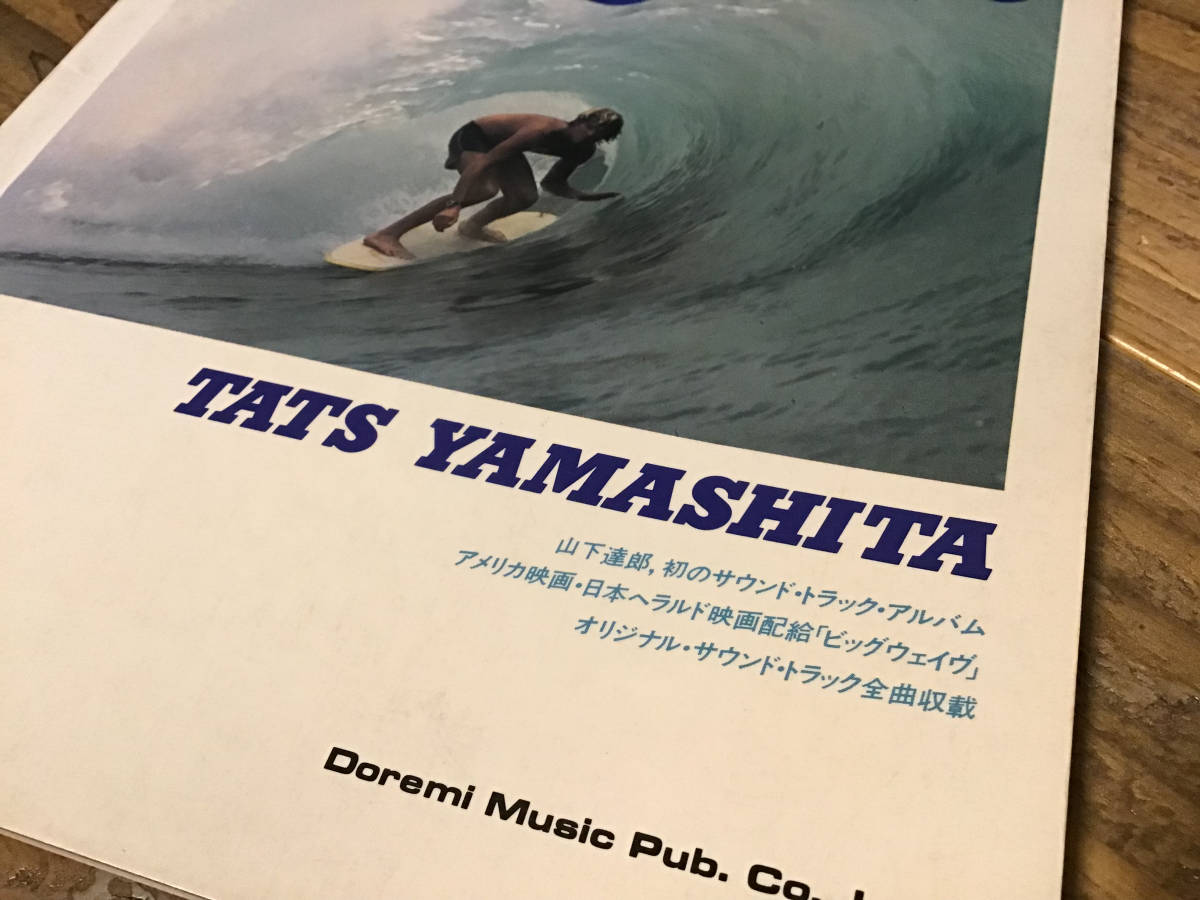 TATS YAMASHITA
山下達郎,初のサウンド・トラック・アルバム
アメリカ映画・日本ヘラルド映画配給「ビッグウェイヴ」
オリジナル・サウンド・トラック全曲収載
Doremi Music Pub. Co.,